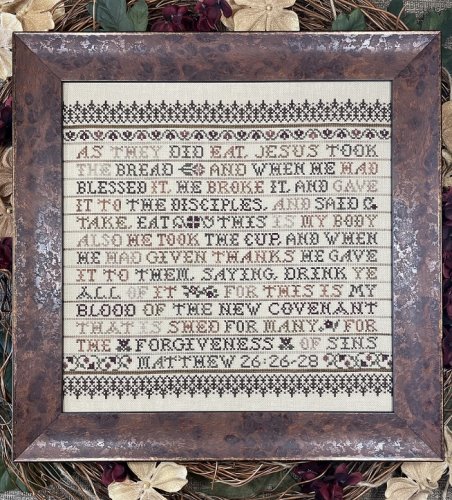 AS THEY DID EAT, JESUS TOOK
THE BREAD AND WHEN HE HAD
BLESSED IT, HE BROKE IT, AND GAVE
IT TO THE DISCIPLES, AND SAID
TAKE, EAT THIS IS MY BODY
ALSO HE TOOK THE CUP, AND WHEN
HE HAD GIVEN THANKS HE GAVE
IT TO THEM, SAYING, DRINK YE
ALL OF IT FOR THIS IS MY
BLOOD OF THE NEW COVENANT
THAT IS SHED FOR MANY, FOR
THE FORGIVENESS OF SINS
MATTHEW 26:26-28